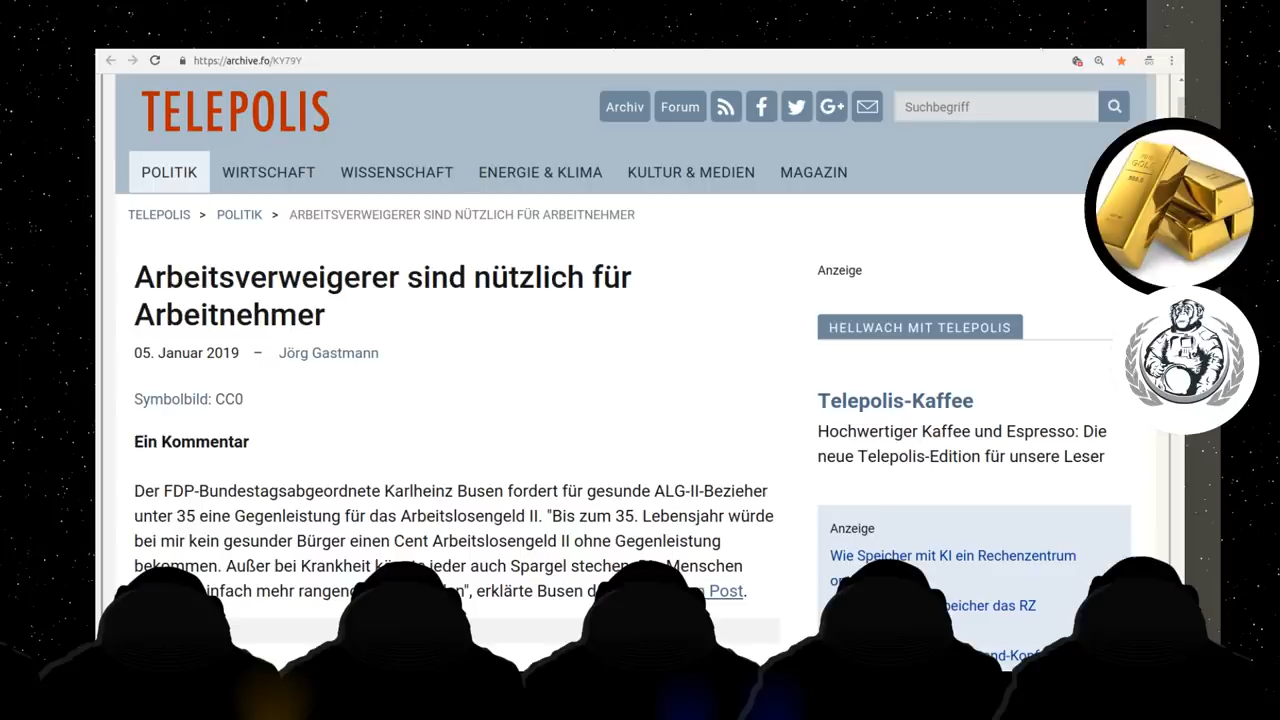 https://archive.fo/KY79Y
TELEPOLIS
Archiv
Forum
G+
Suchbegriff
POLITIK
WIRTSCHAFT
WISSENSCHAFT
ENERGIE & KLIMA
KULTUR & MEDIEN
MAGAZIN
TELEPOLIS > POLITIK > ARBEITSVERWEIGERER SIND NÜTZLICH FÜR ARBEITNEHMER
Arbeitsverweigerer sind nützlich für
Arbeitnehmer
05. Januar 2019 – Jörg Gastmann
Symbolbild: CC0
Ein Kommentar
Der FDP-Bundestagsabgeordnete Karlheinz Busen fordert für gesunde ALG-II-Bezieher
unter 35 eine Gegenleistung für das Arbeitslosengeld II. "Bis zum 35. Lebensjahr würde
bei mir kein gesunder Bürger einen Cent Arbeitslosengeld II ohne Gegenleistung
bekommen. Außer bei Krankheit jeder auch Spargel stechen. Menschen
einfach mehr erklärte Busen Post.
Anzeige
HELLWACH MIT TELEPOLIS
Telepolis-Kaffee
Hochwertiger Kaffee und Espresso: Die
neue Telepolis-Edition für unsere Leser
Anzeige
Wie Speicher mit KI ein Rechenzentrum
das RZ
GOLD